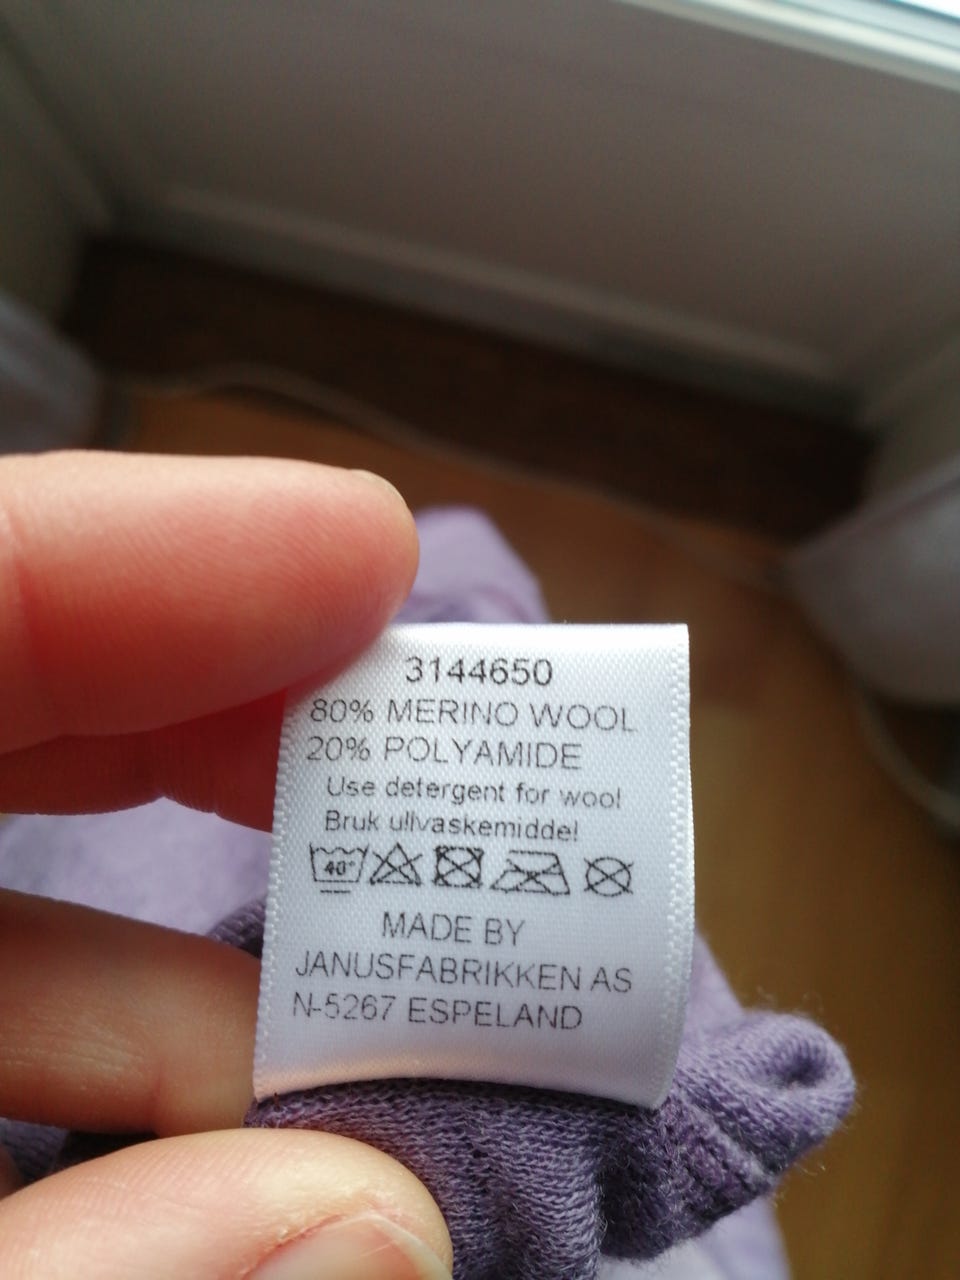 3144650
80% MERINO WOOL
20% POLYAMIDE
Use detergent for wool
Bruk ullvaskemiddel
40°
MADE BY
JANUSFABRIKKEN AS
N-5267 ESPELAND